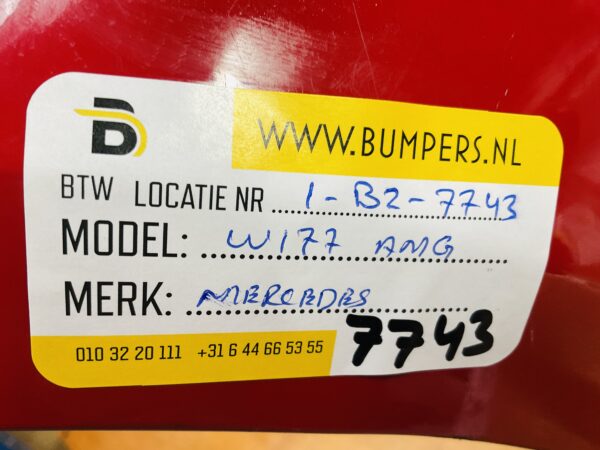 B
WWW.BUMPERS.NL
BTW LOCATIE NR 1-B2-7743
MODEL: W177 AMG
MERK: MERCEDES
010 32 20 111 +31 6 44 66 53 55
7743